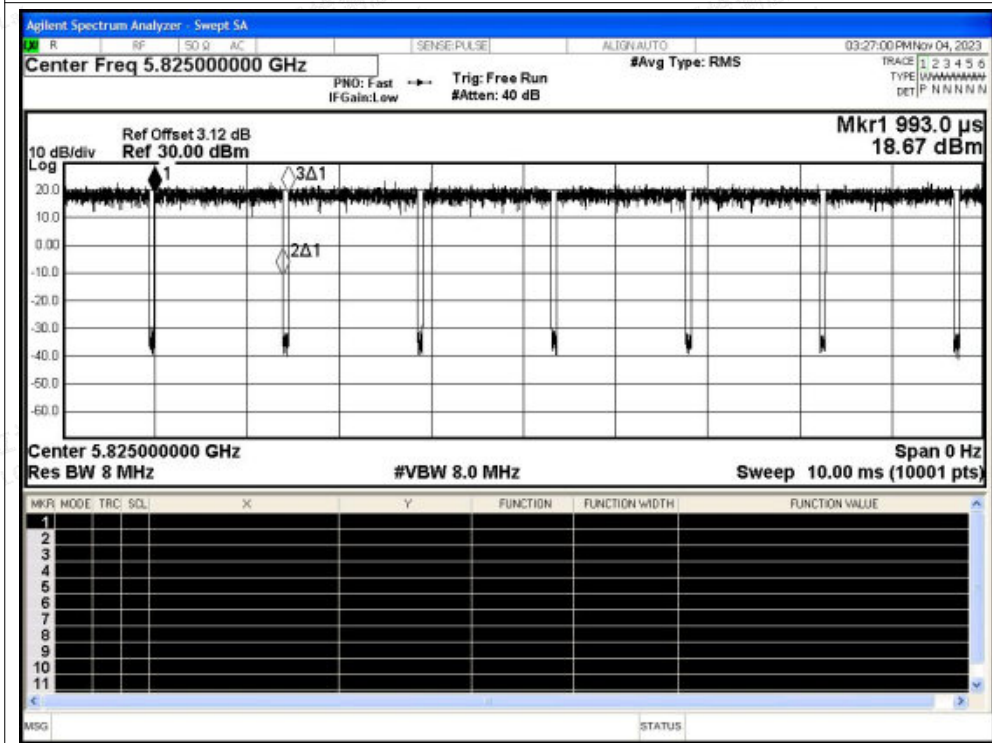 Agilent Spectrum Analyzer - Swept SA
LXI R RF 50 Ω AC SENSE:PULSE ALIGN AUTO 03:27:00 PM Nov 04, 2023
Center Freq 5.825000000 GHz
PNO: Fast
IFGain:Low
Trig: Free Run
#Atten: 40 dB
#Avg Type: RMS
TRACE 1 2 3 4 5 6
TYPE WWWWWW
DET P N N N N N
Mkr1 993.0 µs
18.67 dBm
Ref Offset 3.12 dB
10 dB/div Ref 30.00 dBm
Log
1
3Δ1
2Δ1
20.0
10.0
0.00
-10.0
-20.0
-30.0
-40.0
-50.0
-60.0
Center 5.825000000 GHz Span 0 Hz
Res BW 8 MHz #VBW 8.0 MHz Sweep 10.00 ms (10001 pts)
MKR MODE TRC SCL X Y FUNCTION FUNCTION WIDTH FUNCTION VALUE
1
2
3
4
5
6
7
8
9
10
11
MSG STATUS